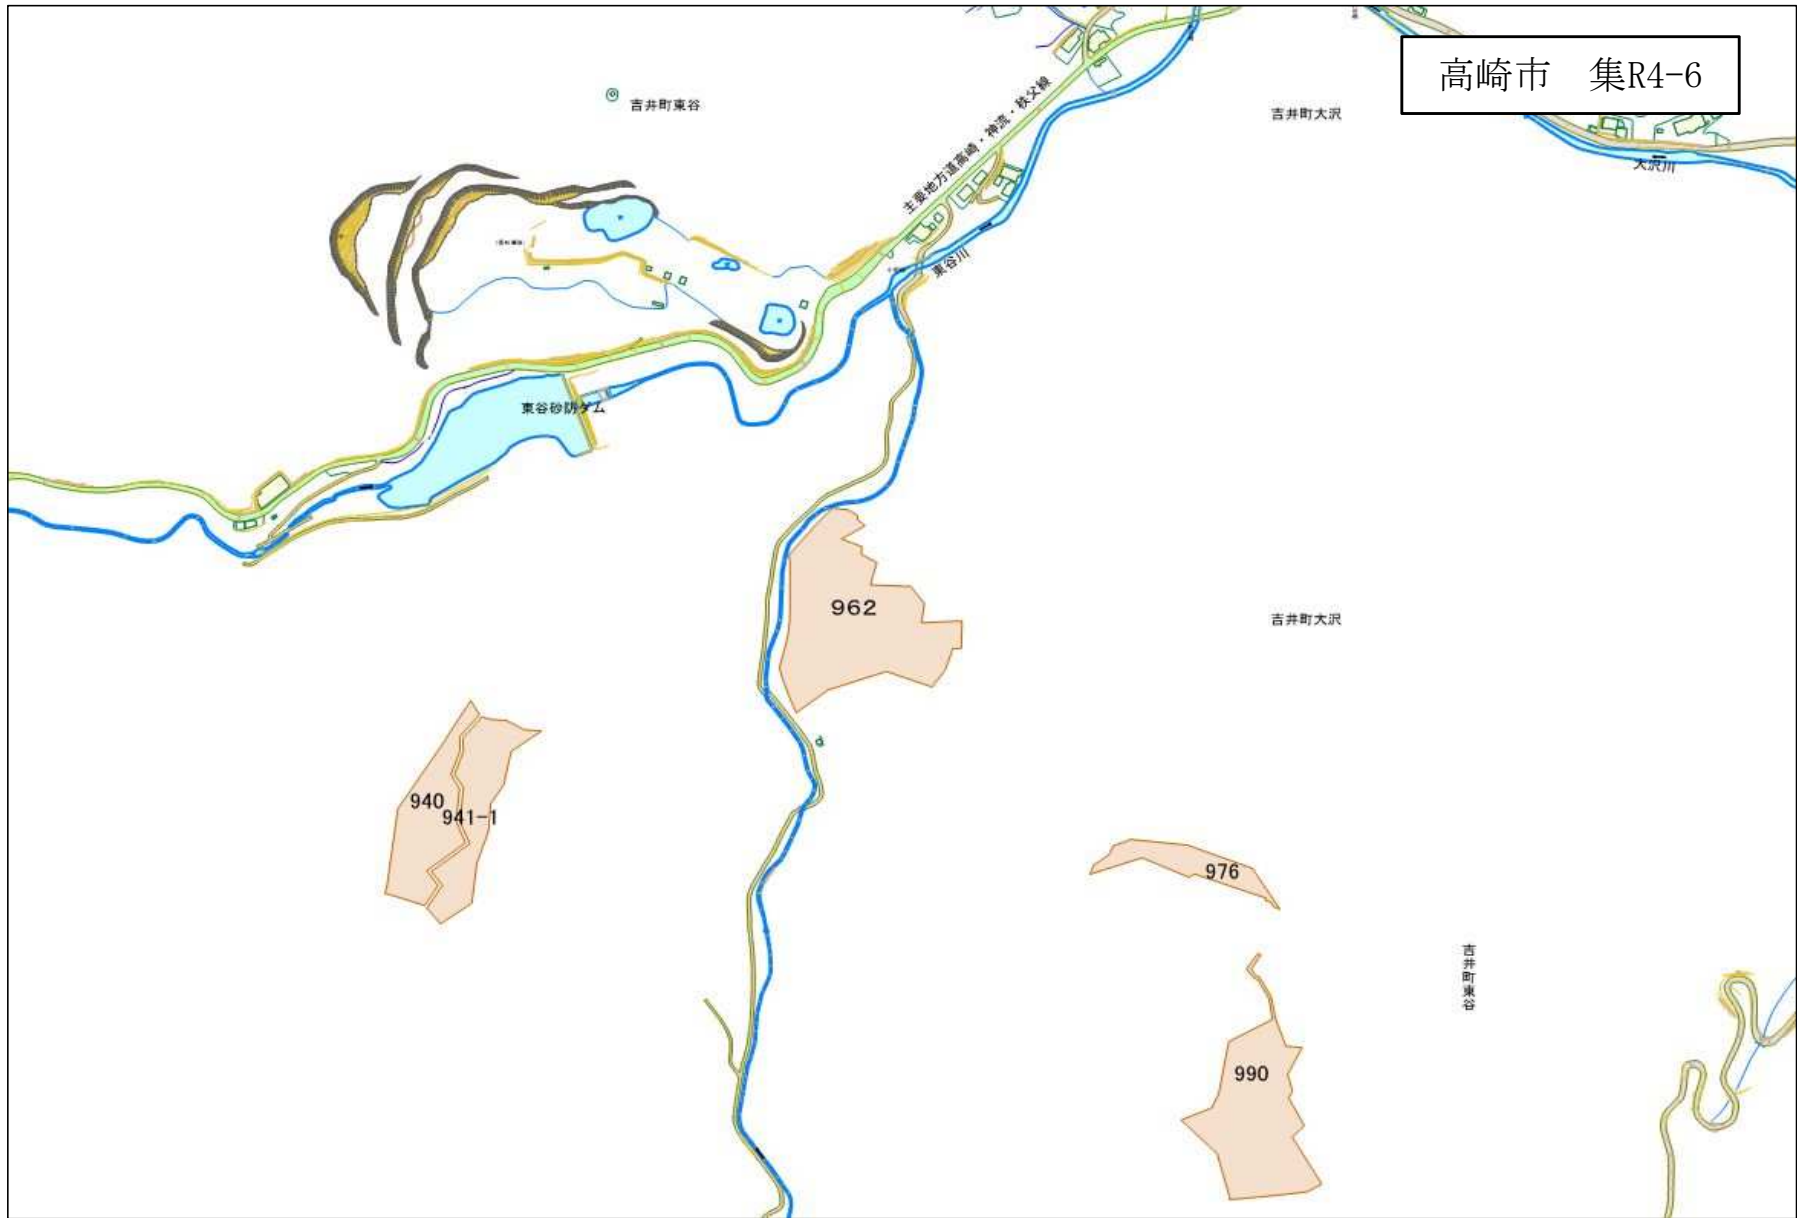 高崎市　集R4-6
吉井町東谷
吉井町大沢
主要地方道高崎・神流・秩父線
大沢川
東谷川
東谷砂防ダム
962
吉井町大沢
940
941-1
976
吉井町東谷
990